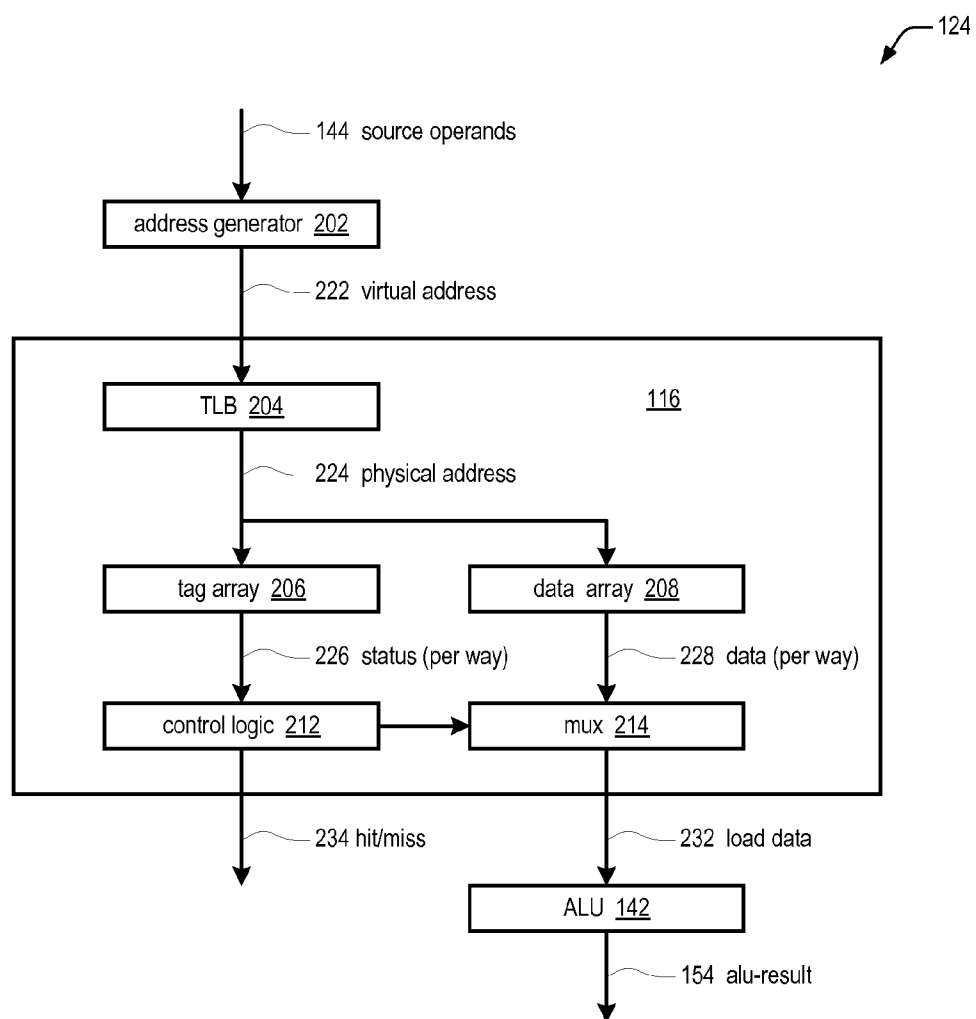 124
144 source operands
address generator 202
222 virtual address
TLB 204
116
224 physical address
tag array 206
data array 208
226 status (per way)
228 data (per way)
control logic 212
mux 214
234 hit/miss
232 load data
ALU 142
154 alu-result